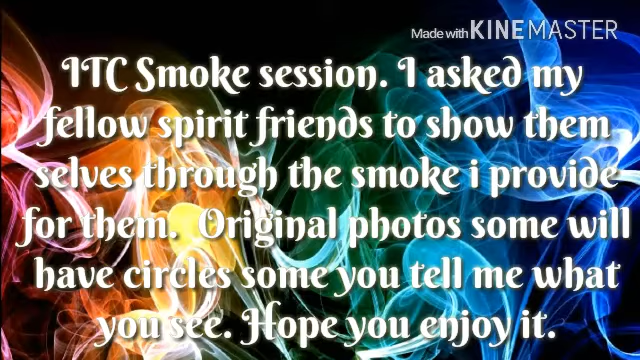 Made with KINEMASTER
ITC Smoke session. I asked my
fellow spirit friends to show them
selves through the smoke i provide
for them. Original photos some will
have circles some you tell me what
you see. Hope you enjoy it.